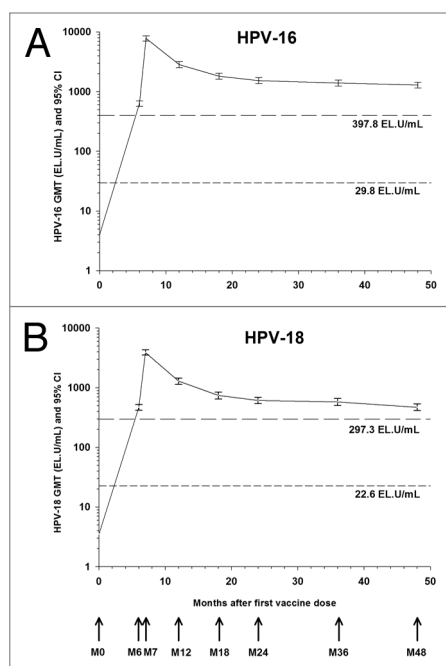 A
HPV-16
HPV-16 GMT (EL.U/mL) and 95% CI
10000
1000
100
10
1
397.8 EL.U/mL
29.8 EL.U/mL
0 10 20 30 40 50
B
HPV-18
HPV-18 GMT (EL.U/mL) and 95% CI
10000
1000
100
10
1
297.3 EL.U/mL
22.6 EL.U/mL
0 10 20 30 40 50
Months after first vaccine dose
M0 M6 M7 M12 M18 M24 M36 M48